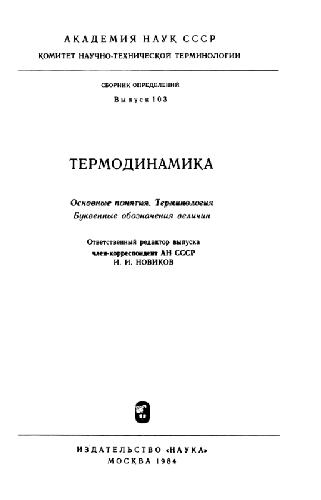 АКАДЕМИЯ НАУК СССР
КОМИТЕТ НАУЧНО-ТЕХНИЧЕСКОЙ ТЕРМИНОЛОГИИ
СБОРНИК ОПРЕДЕЛЕНИЙ
Выпуск 103
ТЕРМОДИНАМИКА
Основные понятия. Терминология
Буквенные обозначения величин
Ответственный редактор выпуска
член-корреспондент АН СССР
И. И. НОВИКОВ
ИЗДАТЕЛЬСТВО «НАУКА»
МОСКВА 1984